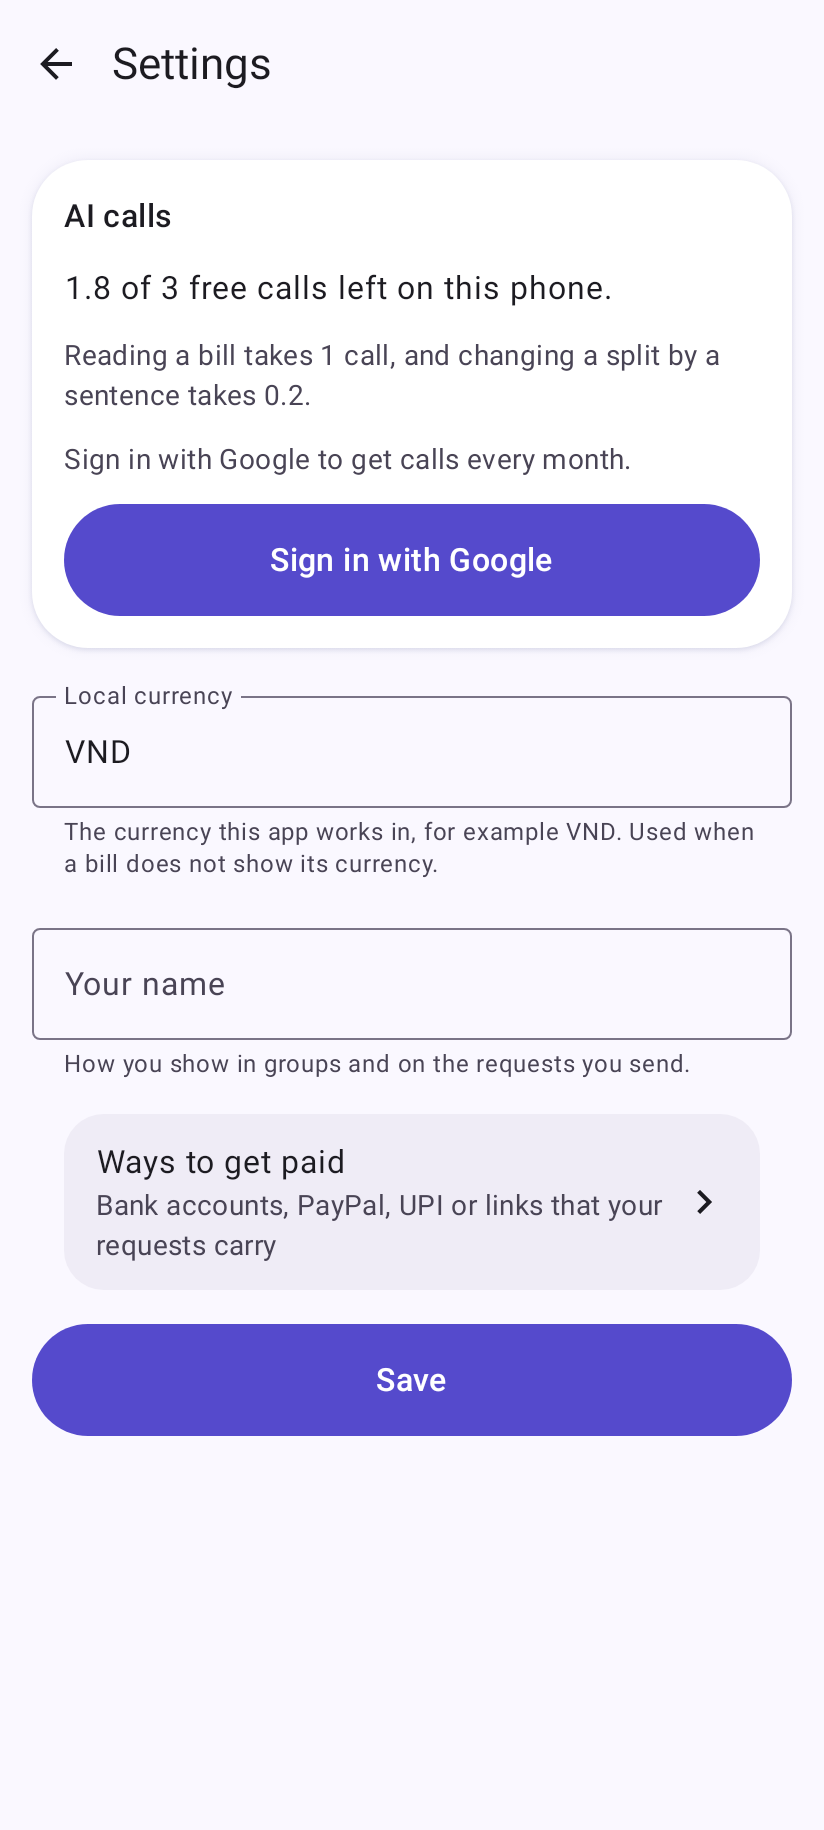 Settings
AI calls
1.8 of 3 free calls left on this phone.
Reading a bill takes 1 call, and changing a split by a
sentence takes 0.2.
Sign in with Google to get calls every month.
Sign in with Google
Local currency
VND
The currency this app works in, for example VND. Used when
a bill does not show its currency.
Your name
How you show in groups and on the requests you send.
Ways to get paid
Bank accounts, PayPal, UPI or links that your
requests carry
Save